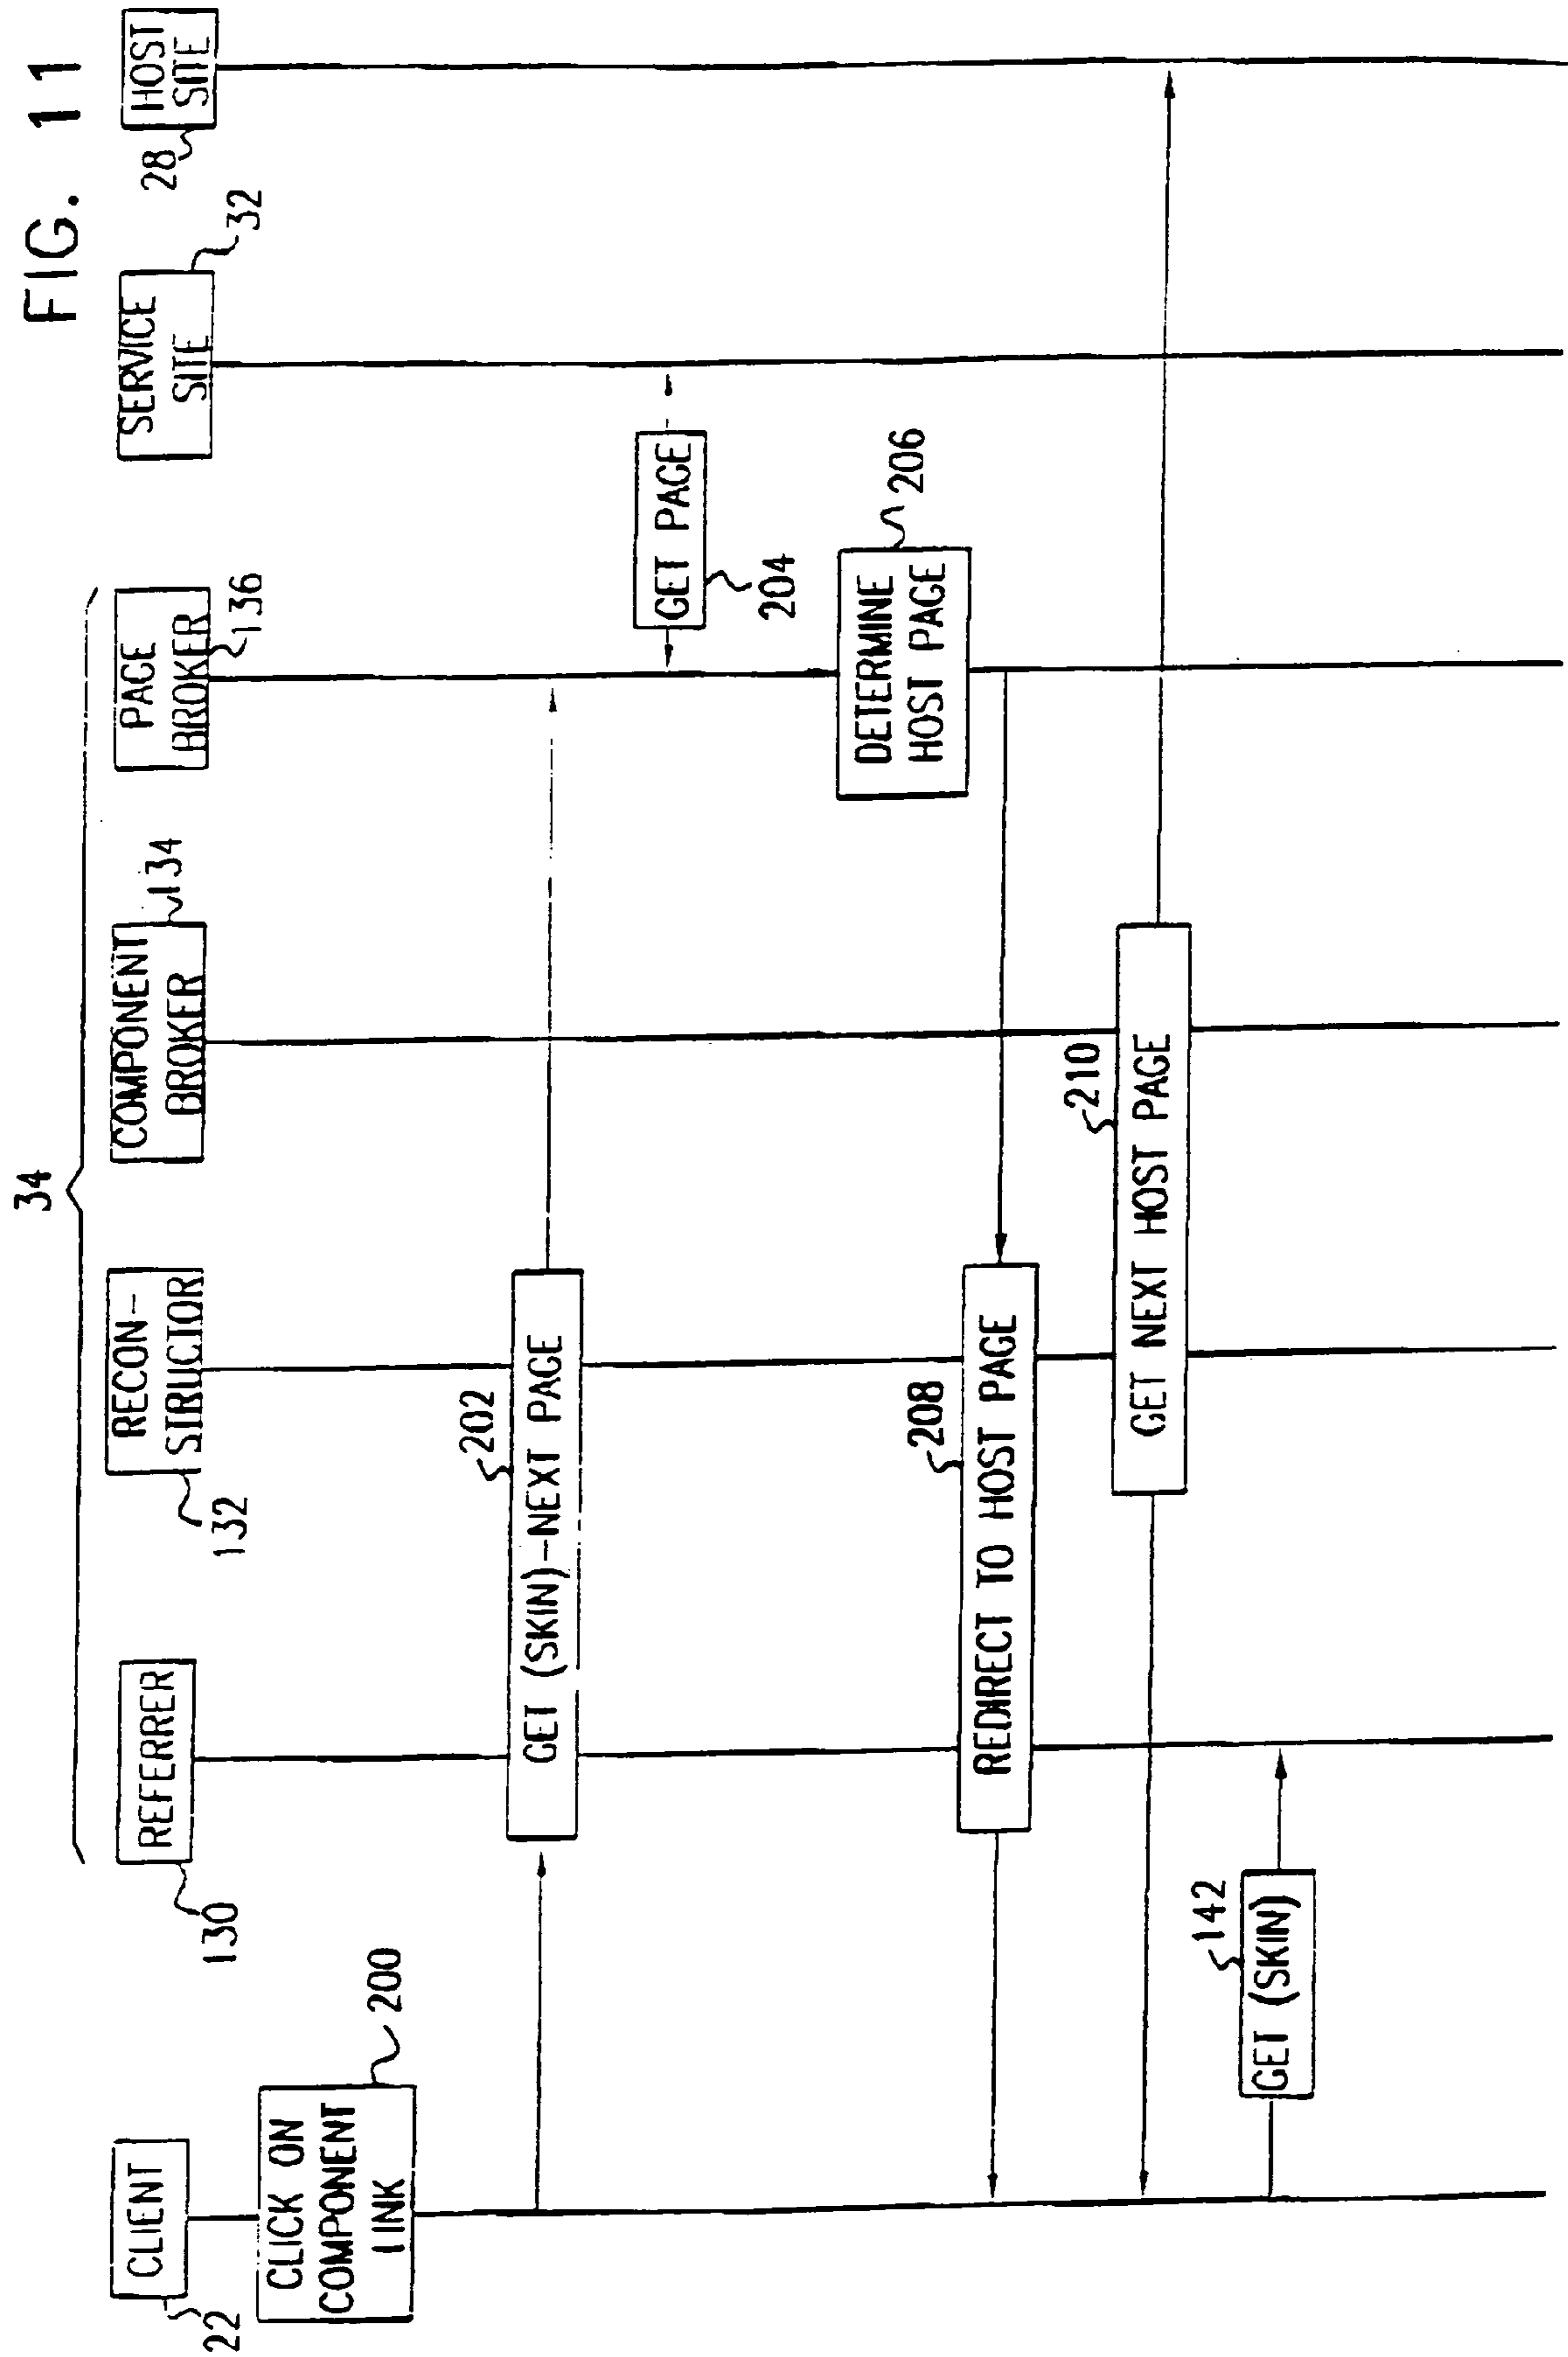 FIG. 11
34
CLIENT
22
REFERRER
130
RECON-
STRUCTOR
132
COMPONENT
BROKER
134
PAGE
BROKER
136
SERVICE
SITE
32
HOST
SITE
28
CLICK ON
COMPONENT
LINK
200
202
GET (SKIN)-NEXT PAGE
GET PAGE
204
DETERMINE
HOST PAGE
206
208
REDIRECT TO HOST PAGE
210
GET NEXT HOST PAGE
142
GET (SKIN)